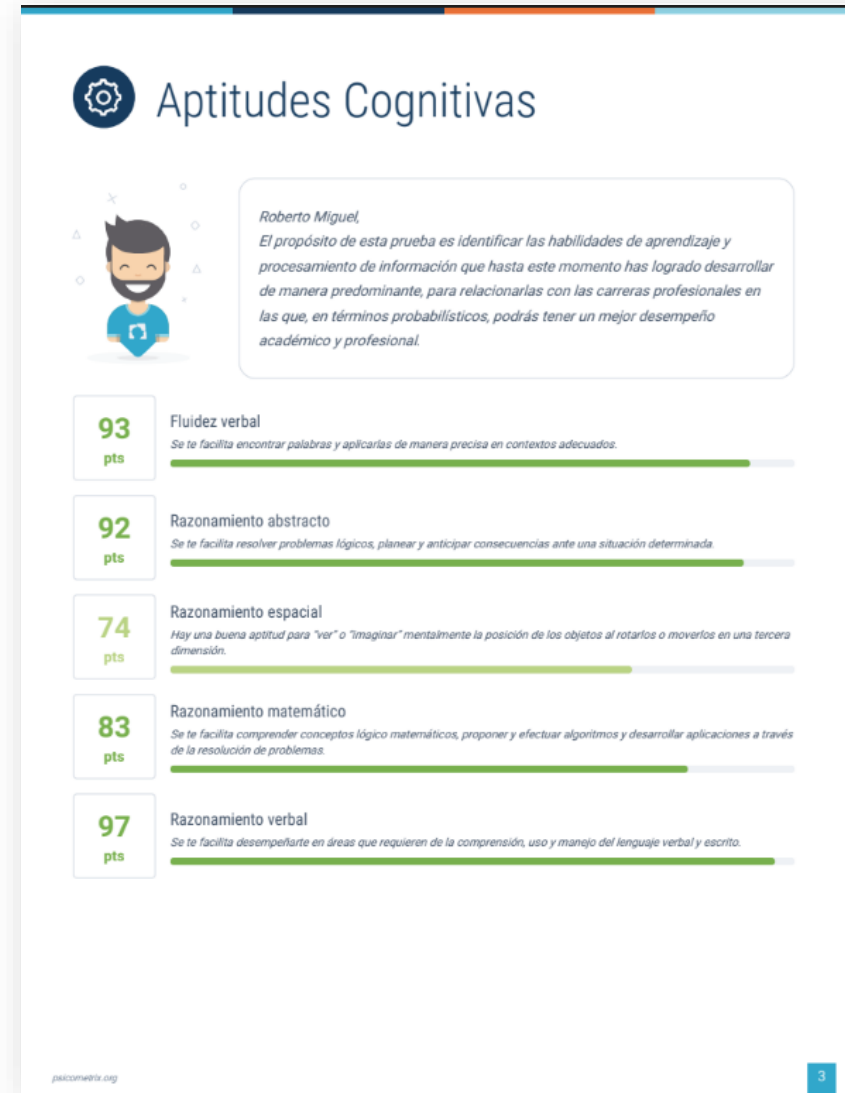 Aptitudes Cognitivas
Roberto Miguel,
El propósito de esta prueba es identificar las habilidades de aprendizaje y
procesamiento de información que hasta este momento has logrado desarrollar
de manera predominante, para relacionarlas con las carreras profesionales en
las que, en términos probabilísticos, podrás tener un mejor desempeño
académico y profesional.
93
pts
Fluidez verbal
Se te facilita encontrar palabras y aplicarlas de manera precisa en contextos adecuados.
92
pts
Razonamiento abstracto
Se te facilita resolver problemas lógicos, planear y anticipar consecuencias ante una situación determinada.
74
pts
Razonamiento espacial
Hay una buena aptitud para "ver" o "imaginar" mentalmente la posición de los objetos al rotarlos o moverlos en una tercera
dimensión.
83
pts
Razonamiento matemático
Se te facilita comprender conceptos lógico matemáticos, proponer y efectuar algoritmos y desarrollar aplicaciones a través
de la resolución de problemas.
97
pts
Razonamiento verbal
Se te facilita desempeñarte en áreas que requieren de la comprensión, uso y manejo del lenguaje verbal y escrito.
psicometrix.org
3